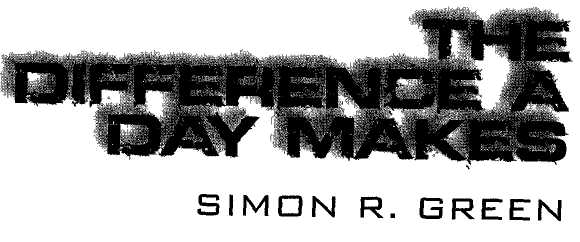 THE
DIFFERENCE A
DAY MAKES
SIMON R. GREEN